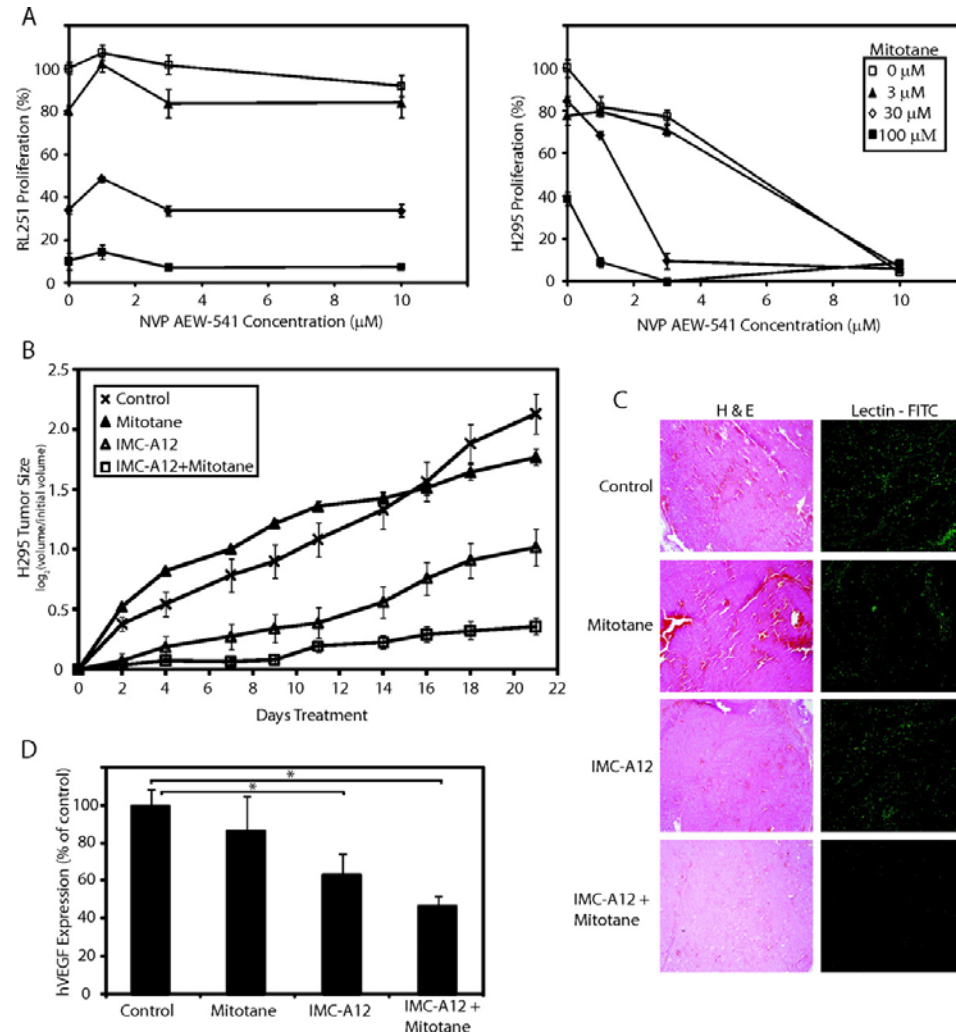 A
RL251 Proliferation (%)
100
80
60
40
20
0
0 2 4 6 8 10
NVP AEW-541 Concentration (μM)
H295 Proliferation (%)
100
80
60
40
20
0
0 2 4 6 8 10
NVP AEW-541 Concentration (μM)
Mitotane
0 μM
3 μM
30 μM
100 μM
B
H295 Tumor Size
log₂(volume/initial volume)
2.5
2.0
1.5
1.0
0.5
0
0 2 4 6 8 10 12 14 16 18 20 22
Days Treatment
Control
Mitotane
IMC-A12
IMC-A12+Mitotane
C
H & E Lectin - FITC
Control
Mitotane
IMC-A12
IMC-A12 +
Mitotane
D
hVEGF Expression (% of control)
120
100
80
60
40
20
0
*
*
Control Mitotane IMC-A12 IMC-A12 +
Mitotane